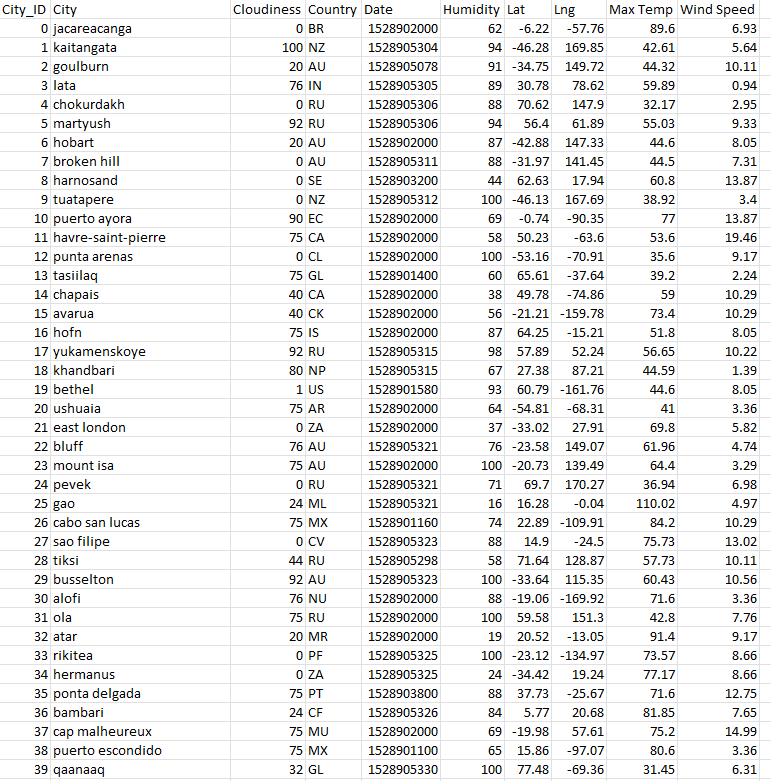 City_ID City Cloudiness Country Date Humidity Lat Lng Max Temp Wind Speed
0 jacareacanga 0 BR 1528902000 62 -6.22 -57.76 89.6 6.93
1 kaitangata 100 NZ 1528905304 94 -46.28 169.85 42.61 5.64
2 goulburn 20 AU 1528905078 91 -34.75 149.72 44.32 10.11
3 lata 76 IN 1528905305 89 30.78 78.62 59.89 0.94
4 chokurdakh 0 RU 1528905306 88 70.62 147.9 32.17 2.95
5 martyush 92 RU 1528905306 94 56.4 61.89 55.03 9.33
6 hobart 20 AU 1528902000 87 -42.88 147.33 44.6 8.05
7 broken hill 0 AU 1528905311 88 -31.97 141.45 44.5 7.31
8 harnosand 0 SE 1528903200 44 62.63 17.94 60.8 13.87
9 tuatapere 0 NZ 1528905312 100 -46.13 167.69 38.92 3.4
10 puerto ayora 90 EC 1528902000 69 -0.74 -90.35 77 13.87
11 havre-saint-pierre 75 CA 1528902000 58 50.23 -63.6 53.6 19.46
12 punta arenas 0 CL 1528902000 100 -53.16 -70.91 35.6 9.17
13 tasiilaq 75 GL 1528901400 60 65.61 -37.64 39.2 2.24
14 chapais 40 CA 1528902000 38 49.78 -74.86 59 10.29
15 avarua 40 CK 1528902000 56 -21.21 -159.78 73.4 10.29
16 hofn 75 IS 1528902000 87 64.25 -15.21 51.8 8.05
17 yukamenskoye 92 RU 1528905315 98 57.89 52.24 56.65 10.22
18 khandbari 80 NP 1528905315 67 27.38 87.21 44.59 1.39
19 bethel 1 US 1528901580 93 60.79 -161.76 44.6 8.05
20 ushuaia 75 AR 1528902000 64 -54.81 -68.31 41 3.36
21 east london 0 ZA 1528902000 37 -33.02 27.91 69.8 5.82
22 bluff 76 AU 1528905321 76 -23.58 149.07 61.96 4.74
23 mount isa 75 AU 1528902000 100 -20.73 139.49 64.4 3.29
24 pevek 0 RU 1528905321 71 69.7 170.27 36.94 6.98
25 gao 24 ML 1528905321 16 16.28 -0.04 110.02 4.97
26 cabo san lucas 75 MX 1528901160 74 22.89 -109.91 84.2 10.29
27 sao filipe 0 CV 1528905323 88 14.9 -24.5 75.73 13.02
28 tiksi 44 RU 1528905298 58 71.64 128.87 57.73 10.11
29 busselton 92 AU 1528905323 100 -33.64 115.35 60.43 10.56
30 alofi 76 NU 1528902000 88 -19.06 -169.92 71.6 3.36
31 ola 75 RU 1528902000 100 59.58 151.3 42.8 7.76
32 atar 20 MR 1528902000 19 20.52 -13.05 91.4 9.17
33 rikitea 0 PF 1528905325 100 -23.12 -134.97 73.57 8.66
34 hermanus 0 ZA 1528905325 24 -34.42 19.24 77.17 8.66
35 ponta delgada 75 PT 1528903800 88 37.73 -25.67 71.6 12.75
36 bambari 24 CF 1528905326 84 5.77 20.68 81.85 7.65
37 cap malheureux 75 MU 1528902000 69 -19.98 57.61 75.2 14.99
38 puerto escondido 75 MX 1528901100 65 15.86 -97.07 80.6 3.36
39 qaanaaq 32 GL 1528905330 100 77.48 -69.36 31.45 6.31